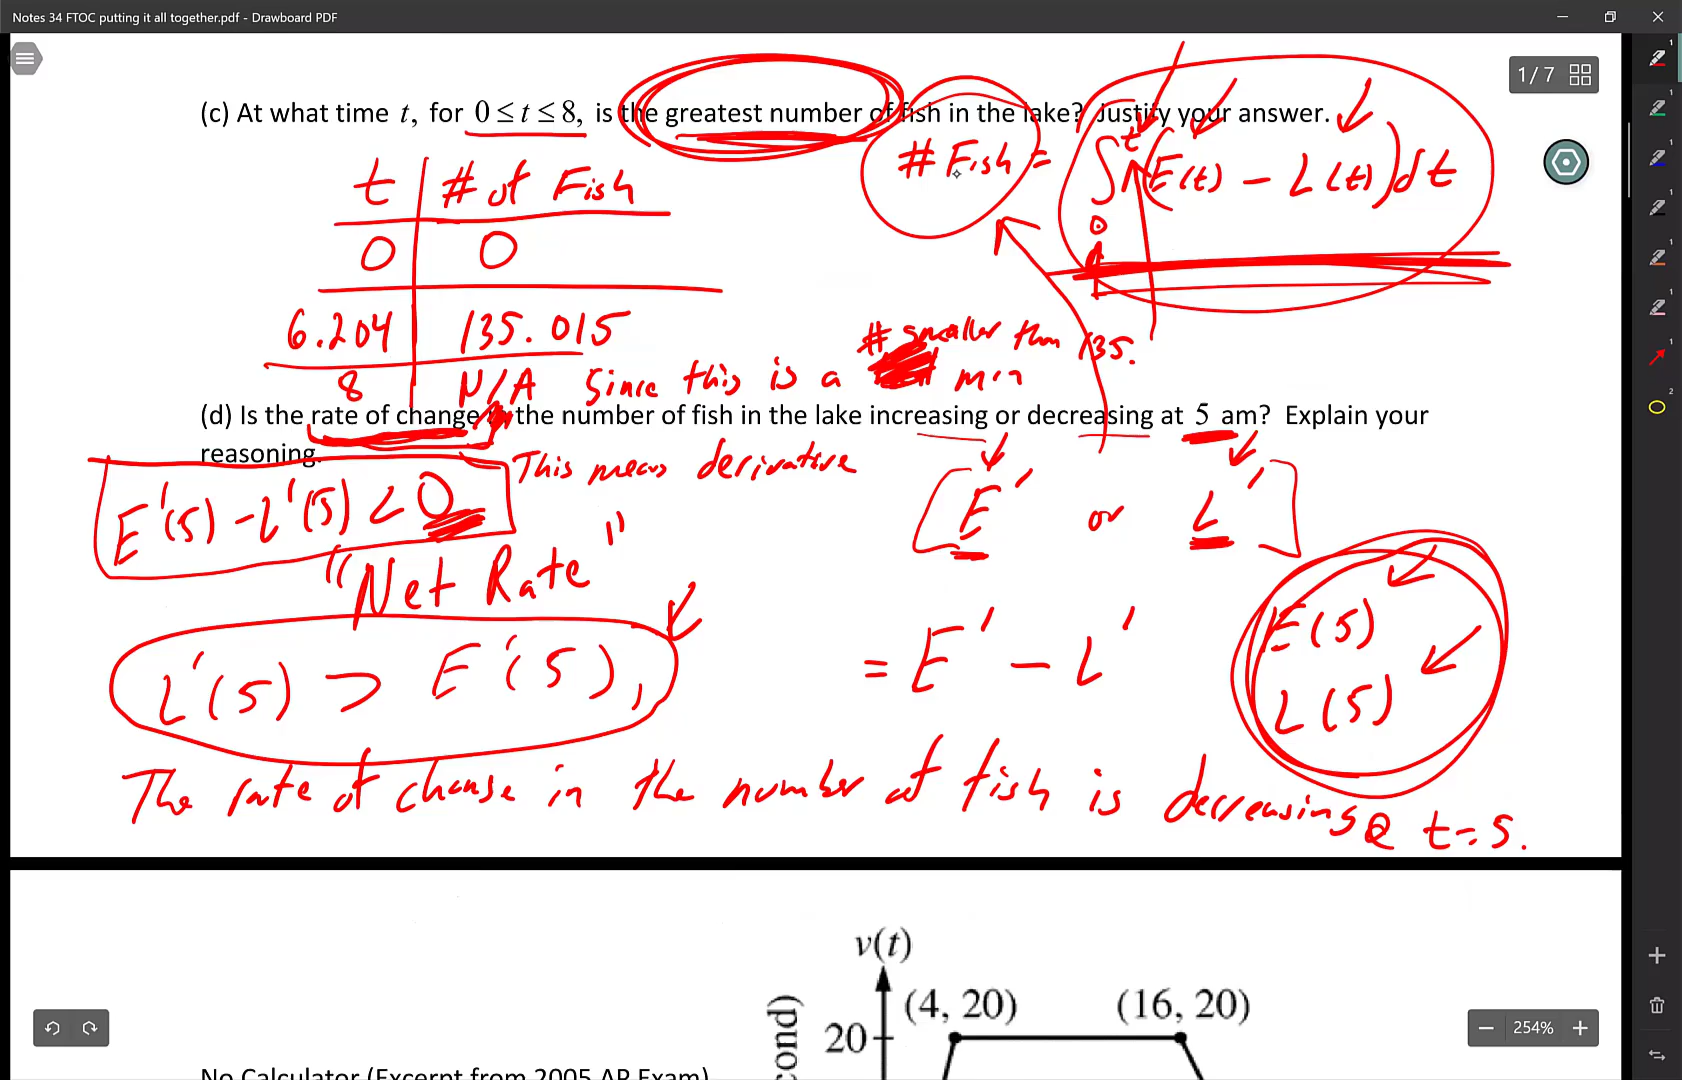 Notes 34 FTOC putting it all together.pdf - Drawboard PDF
1 / 7
(c) At what time t, for 0 ≤ t ≤ 8, is the greatest number of fish in the lake? Justify your answer.
# Fish = ∫₀ᵗ (E(t) - L(t)) dt
t # of Fish
0 0
6.204 135.015
# smaller than 135.
8 N/A Since this is a min
(d) Is the rate of change in the number of fish in the lake increasing or decreasing at 5 am? Explain your
reasoning.
This means derivative
E'(5) - L'(5) < 0
E' or L'
"Net Rate"
E(5)
L'(5) > E'(5),
= E' - L'
L(5)
The rate of change in the number of fish is decreasing @ t=5.
v(t)
(4, 20) (16, 20)
20
cond)
No Calculator (Excerpt from 2005 AP Exam)
254%